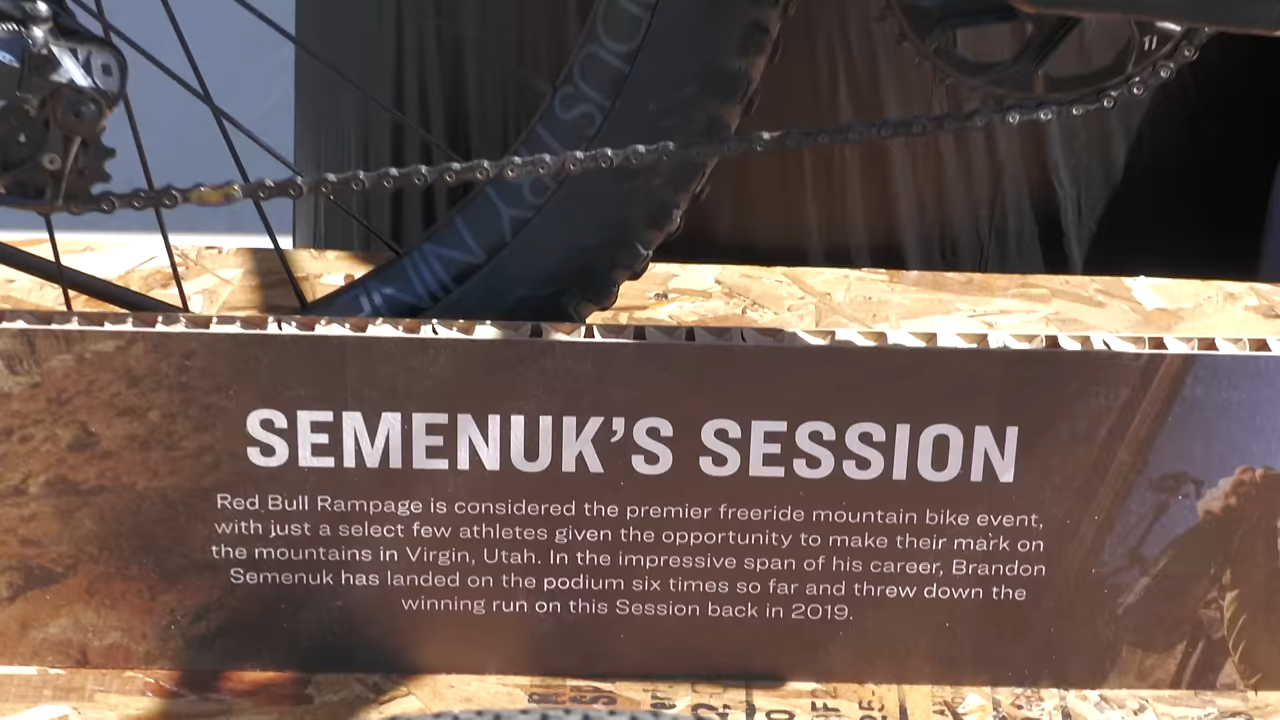 11
INDUSTRY NIN
SEMENUK'S SESSION
Red Bull Rampage is considered the premier freeride mountain bike event,
with just a select few athletes given the opportunity to make their mark on
the mountains in Virgin, Utah. In the impressive span of his career, Brandon
Semenuk has landed on the podium six times so far and threw down the
winning run on this Session back in 2019.